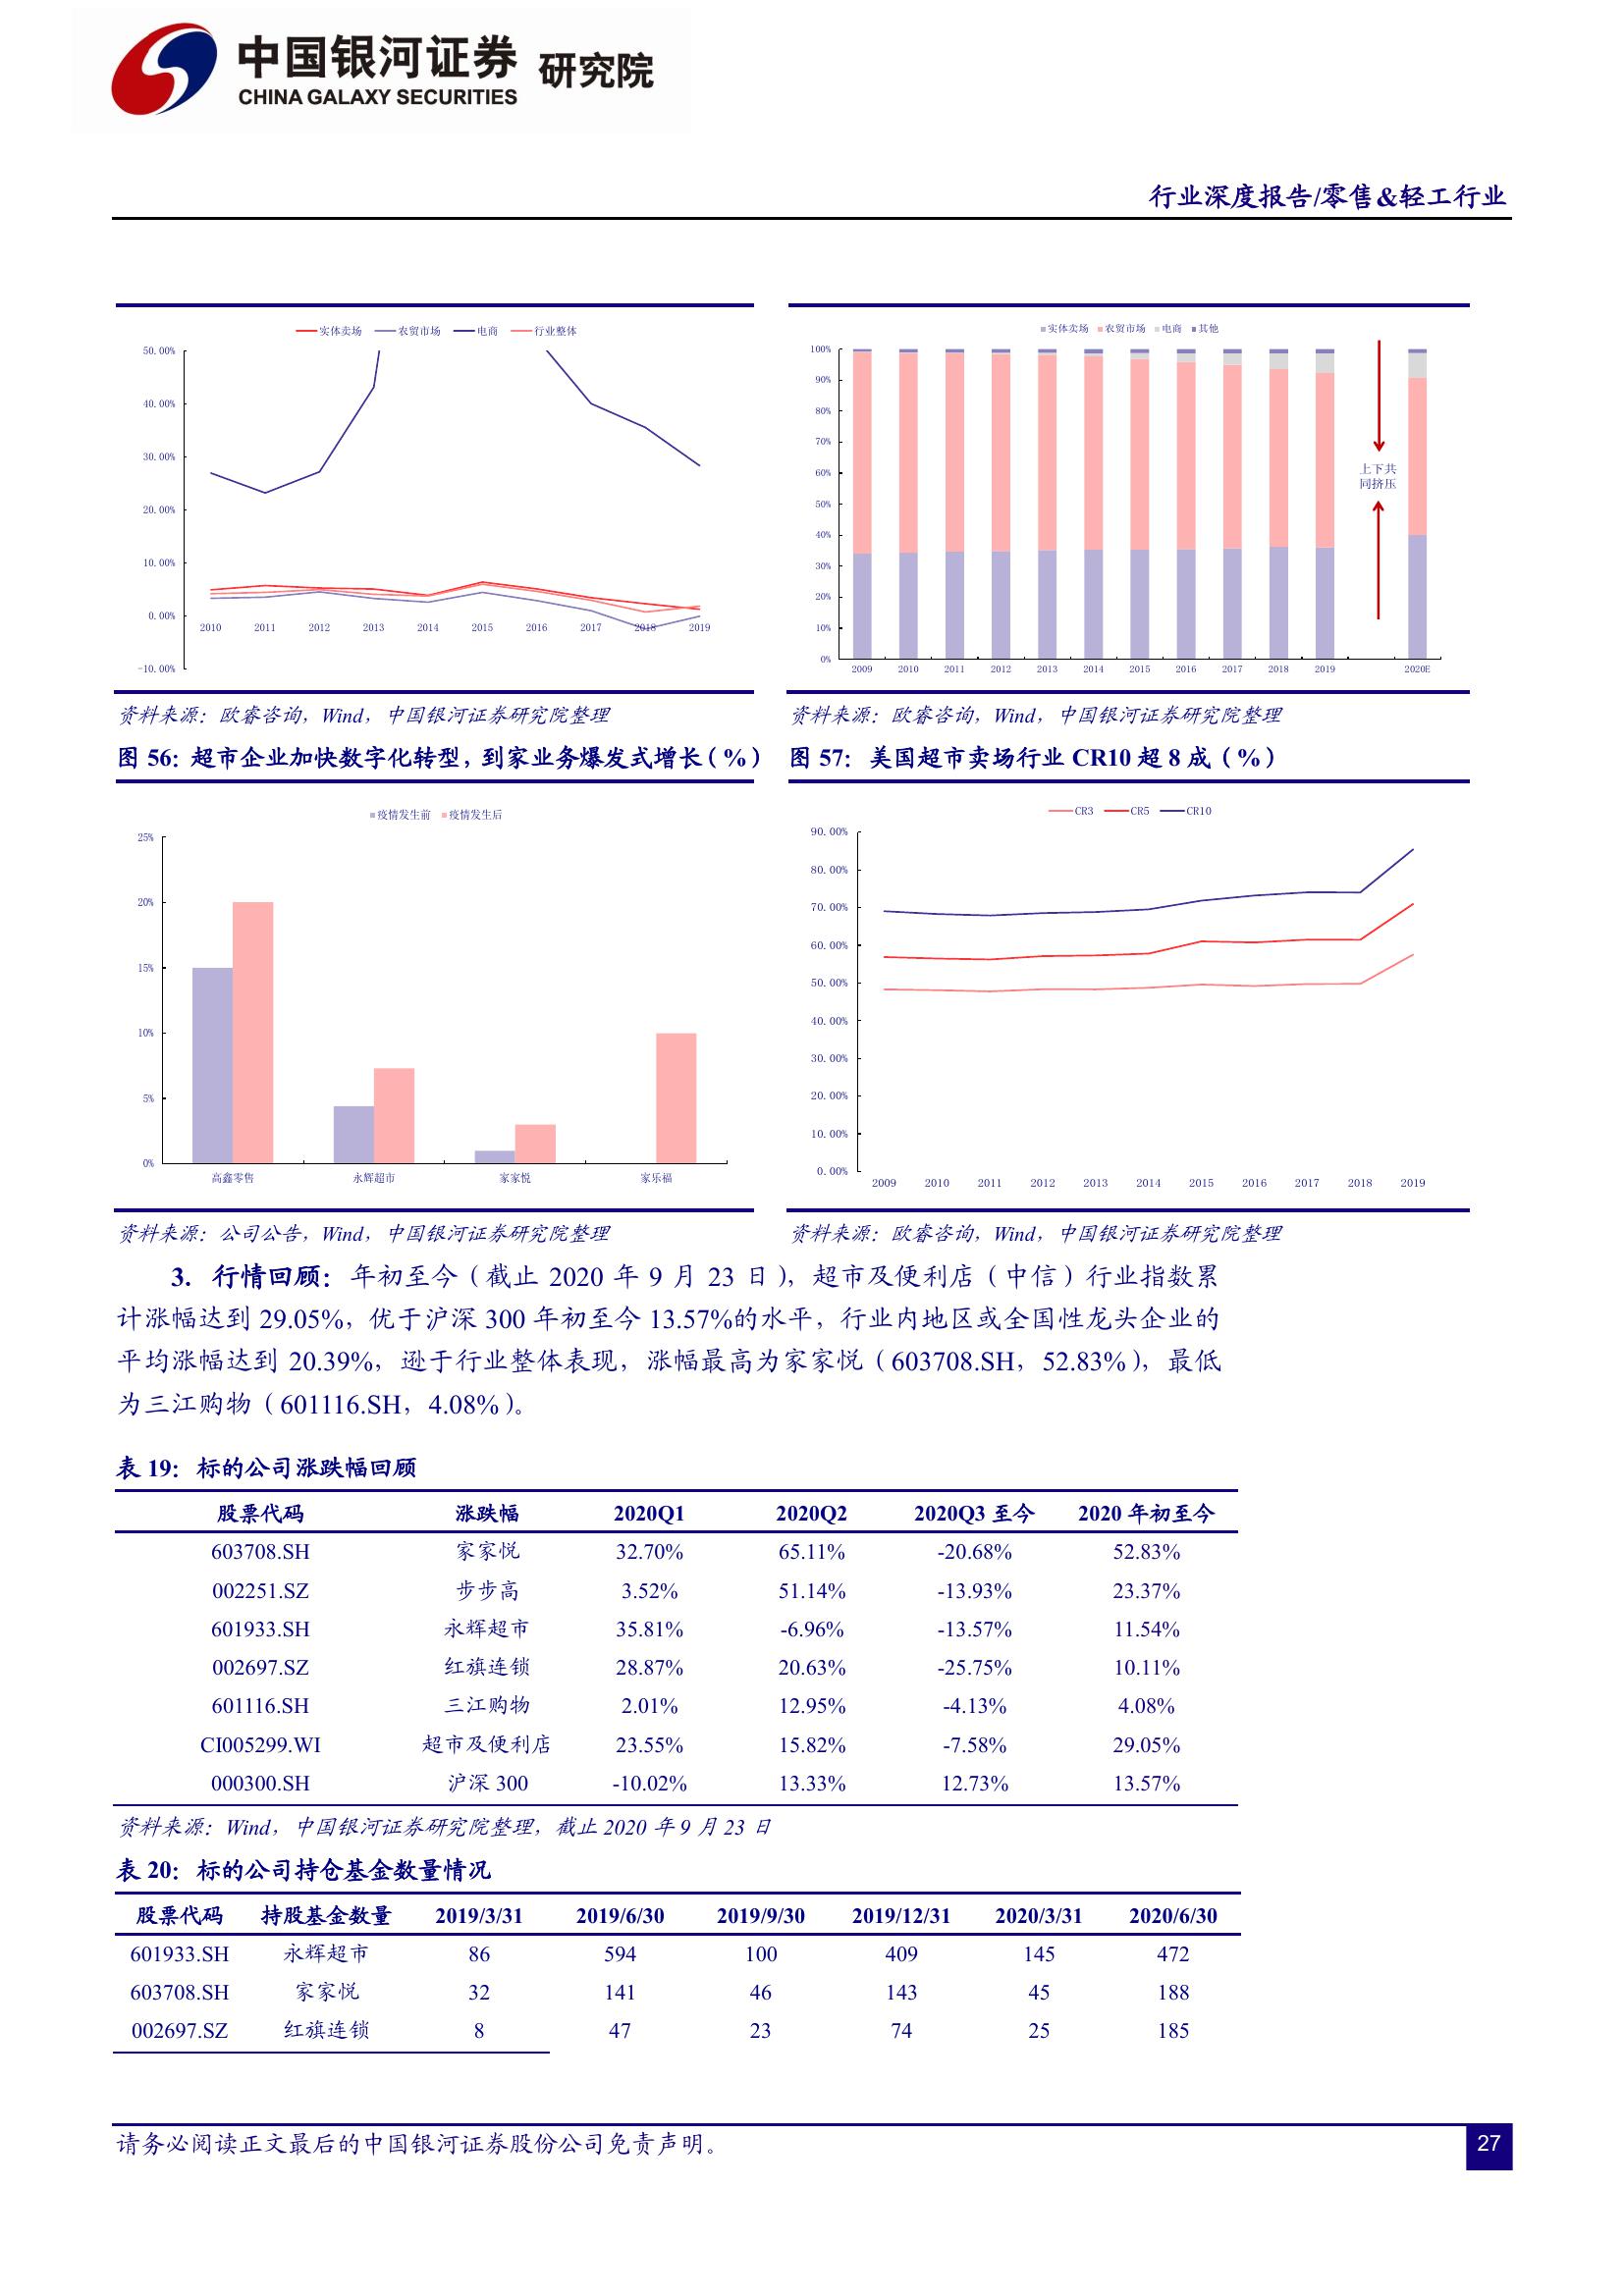 中国银河证券 研究院
CHINA GALAXY SECURITIES
行业深度报告/零售&轻工行业
实体卖场 农贸市场 电商 行业整体
50.00%
40.00%
30.00%
20.00%
10.00%
0.00%
-10.00%
2010 2011 2012 2013 2014 2015 2016 2017 2018 2019
实体卖场 农贸市场 电商 其他
100%
90%
80%
70%
60%
50%
40%
30%
20%
10%
0%
上下共
同挤压
2009 2010 2011 2012 2013 2014 2015 2016 2017 2018 2019 2020E
资料来源：欧睿咨询，Wind，中国银河证券研究院整理
资料来源：欧睿咨询，Wind，中国银河证券研究院整理
图 56：超市企业加快数字化转型，到家业务爆发式增长（%）
图 57：美国超市卖场行业 CR10 超 8 成（%）
疫情发生前 疫情发生后
25%
20%
15%
10%
5%
0%
高鑫零售 永辉超市 家家悦 家乐福
CR3 CR5 CR10
90.00%
80.00%
70.00%
60.00%
50.00%
40.00%
30.00%
20.00%
10.00%
0.00%
2009 2010 2011 2012 2013 2014 2015 2016 2017 2018 2019
资料来源：公司公告，Wind，中国银河证券研究院整理
资料来源：欧睿咨询，Wind，中国银河证券研究院整理
3. 行情回顾：年初至今（截止 2020 年 9 月 23 日），超市及便利店（中信）行业指数累
计涨幅达到 29.05%，优于沪深 300 年初至今 13.57%的水平，行业内地区或全国性龙头企业的
平均涨幅达到 20.39%，逊于行业整体表现，涨幅最高为家家悦（603708.SH，52.83%），最低
为三江购物（601116.SH，4.08%）。
表 19：标的公司涨跌幅回顾
股票代码 涨跌幅 2020Q1 2020Q2 2020Q3 至今 2020 年初至今
603708.SH 家家悦 32.70% 65.11% -20.68% 52.83%
002251.SZ 步步高 3.52% 51.14% -13.93% 23.37%
601933.SH 永辉超市 35.81% -6.96% -13.57% 11.54%
002697.SZ 红旗连锁 28.87% 20.63% -25.75% 10.11%
601116.SH 三江购物 2.01% 12.95% -4.13% 4.08%
CI005299.WI 超市及便利店 23.55% 15.82% -7.58% 29.05%
000300.SH 沪深 300 -10.02% 13.33% 12.73% 13.57%
资料来源：Wind，中国银河证券研究院整理，截止 2020 年 9 月 23 日
表 20：标的公司持仓基金数量情况
股票代码 持股基金数量 2019/3/31 2019/6/30 2019/9/30 2019/12/31 2020/3/31 2020/6/30
601933.SH 永辉超市 86 594 100 409 145 472
603708.SH 家家悦 32 141 46 143 45 188
002697.SZ 红旗连锁 8 47 23 74 25 185
请务必阅读正文最后的中国银河证券股份公司免责声明。
27